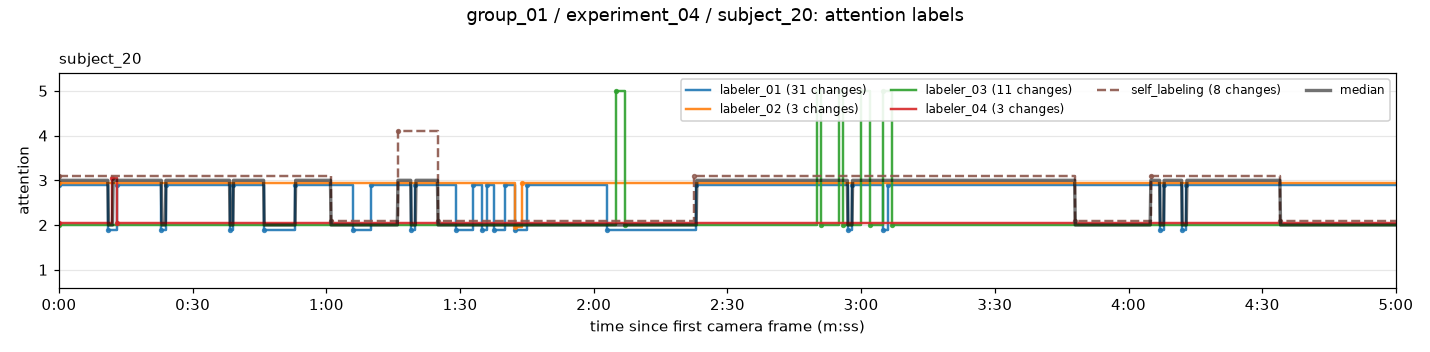 group_01 / experiment_04 / subject_20: attention labels
subject_20
labeler_01 (31 changes)
labeler_02 (3 changes)
labeler_03 (11 changes)
labeler_04 (3 changes)
self_labeling (8 changes)
median
attention
5
4
3
2
1
0:00 0:30 1:00 1:30 2:00 2:30 3:00 3:30 4:00 4:30 5:00
time since first camera frame (m:ss)